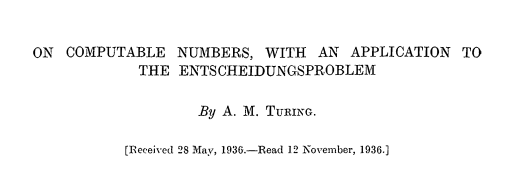 ON COMPUTABLE NUMBERS, WITH AN APPLICATION TO
THE ENTSCHEIDUNGSPROBLEM
By A. M. TURING.
[Received 28 May, 1936.—Read 12 November, 1936.]